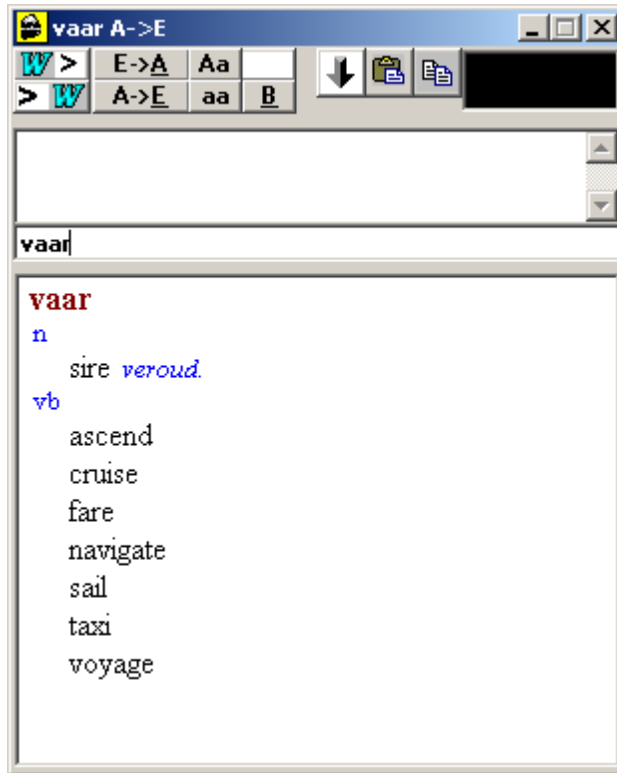 vaar A->E
W > E->A Aa
> W A->E aa B
vaar
vaar
n
sire veroud.
vb
ascend
cruise
fare
navigate
sail
taxi
voyage